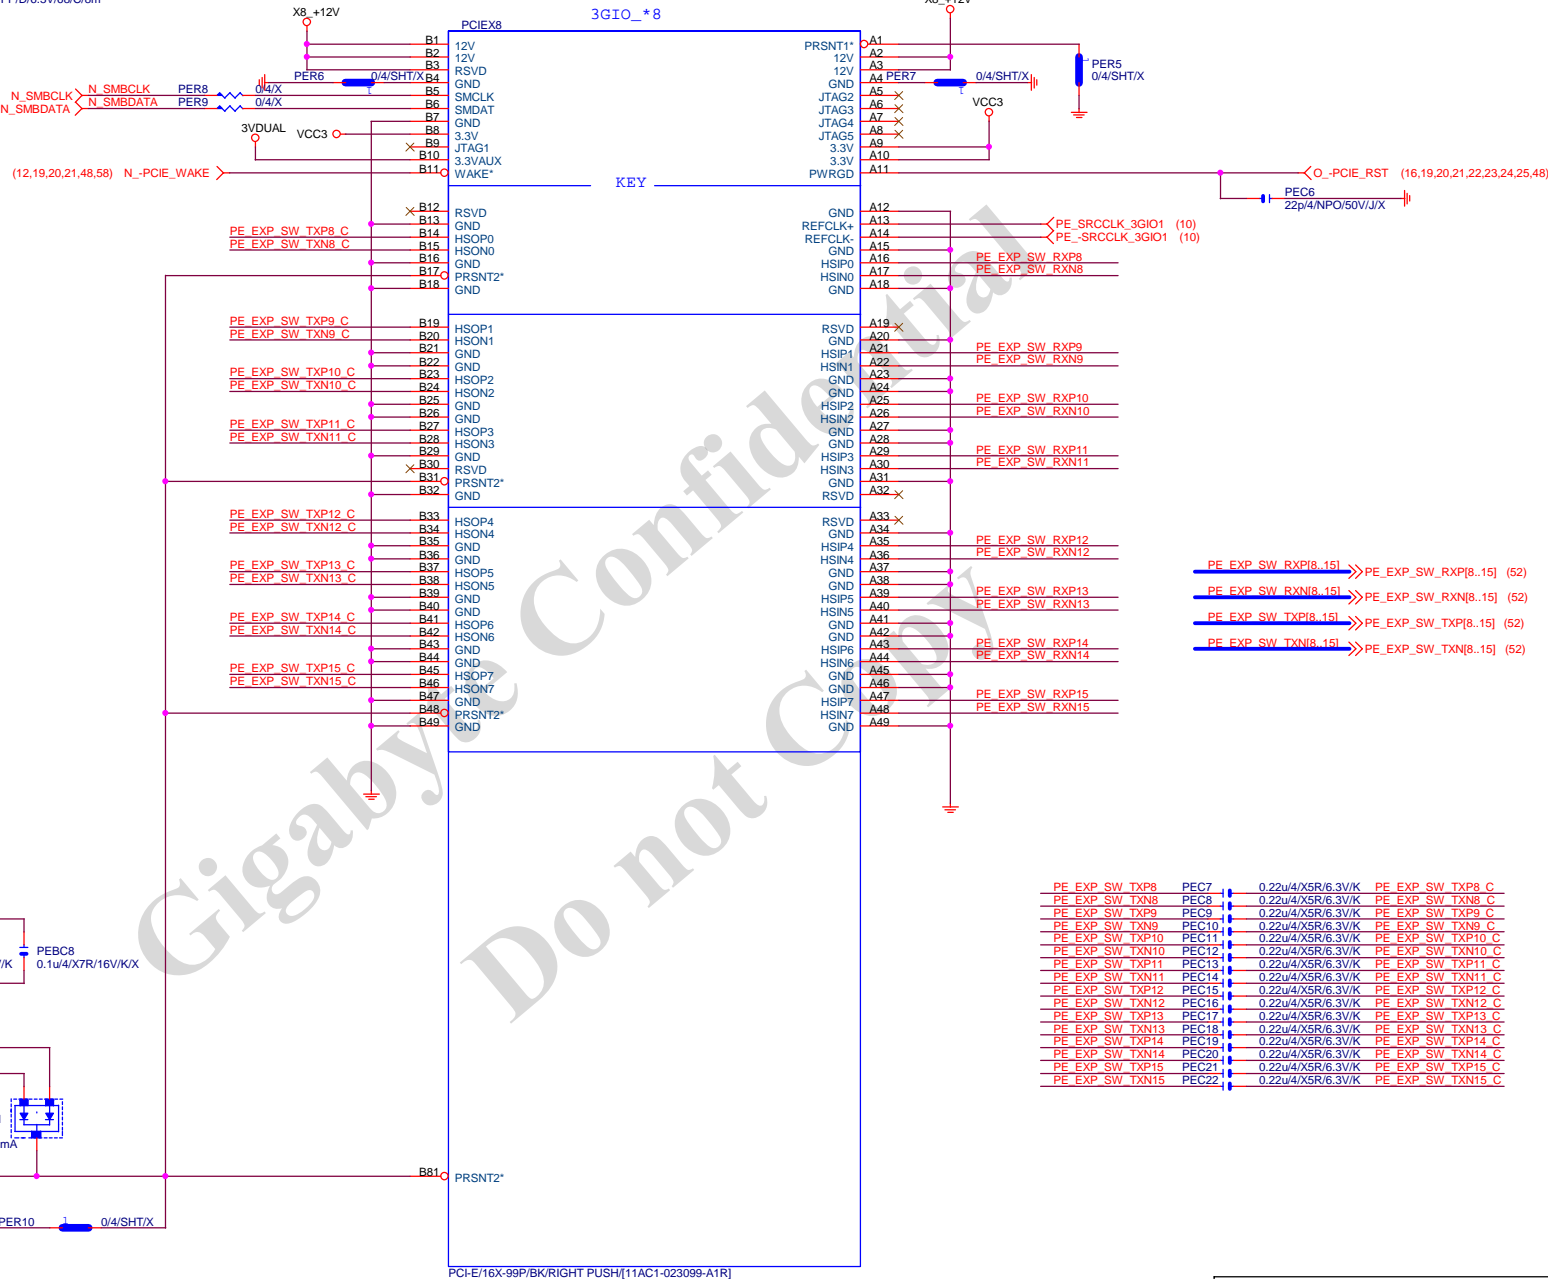 X8_+12V
3GIO_*8
PCIEX8
B1 12V PRSNT1* A1
B2 12V 12V A2
B3 RSVD 12V A3
PER6 0/4/SHT/X B4 GND GND A4 PER7 0/4/SHT/X
PER5
0/4/SHT/X
N_SMBCLK N_SMBCLK PER8 0/4/X B5 SMCLK JTAG2 A5
N_SMBDATA N_SMBDATA PER9 0/4/X B6 SMDAT JTAG3 A6
VCC3
B7 GND JTAG4 A7
3VDUAL VCC3 B8 3.3V JTAG5 A8
B9 JTAG1 3.3V A9
B10 3.3VAUX 3.3V A10
(12,19,20,21,48,58) N_-PCIE_WAKE B11 WAKE* PWRGD A11 O_-PCIE_RST (16,19,20,21,22,23,24,25,48)
KEY
PEC6
22p/4/NPO/50V/J/X
B12 RSVD GND A12
B13 GND REFCLK+ A13 PE_SRCCLK_3GIO1 (10)
PE_EXP_SW_TXP8_C B14 HSOP0 REFCLK- A14 PE_-SRCCLK_3GIO1 (10)
PE_EXP_SW_TXN8_C B15 HSON0 GND A15
B16 GND HSIP0 A16 PE_EXP_SW_RXP8
B17 PRSNT2* HSIN0 A17 PE_EXP_SW_RXN8
B18 GND GND A18
PE_EXP_SW_TXP9_C B19 HSOP1 RSVD A19
PE_EXP_SW_TXN9_C B20 HSON1 GND A20
B21 GND HSIP1 A21 PE_EXP_SW_RXP9
B22 GND HSIN1 A22 PE_EXP_SW_RXN9
PE_EXP_SW_TXP10_C B23 HSOP2 GND A23
PE_EXP_SW_TXN10_C B24 HSON2 GND A24
B25 GND HSIP2 A25 PE_EXP_SW_RXP10
B26 GND HSIN2 A26 PE_EXP_SW_RXN10
PE_EXP_SW_TXP11_C B27 HSOP3 GND A27
PE_EXP_SW_TXN11_C B28 HSON3 GND A28
B29 GND HSIP3 A29 PE_EXP_SW_RXP11
B30 RSVD HSIN3 A30 PE_EXP_SW_RXN11
B31 PRSNT2* GND A31
B32 GND RSVD A32
PE_EXP_SW_TXP12_C B33 HSOP4 RSVD A33
PE_EXP_SW_TXN12_C B34 HSON4 GND A34
B35 GND HSIP4 A35 PE_EXP_SW_RXP12
B36 GND HSIN4 A36 PE_EXP_SW_RXN12
PE_EXP_SW_TXP13_C B37 HSOP5 GND A37
PE_EXP_SW_TXN13_C B38 HSON5 GND A38
B39 GND HSIP5 A39 PE_EXP_SW_RXP13
B40 GND HSIN5 A40 PE_EXP_SW_RXN13
PE_EXP_SW_TXP14_C B41 HSOP6 GND A41
PE_EXP_SW_TXN14_C B42 HSON6 GND A42
B43 GND HSIP6 A43 PE_EXP_SW_RXP14
B44 GND HSIN6 A44 PE_EXP_SW_RXN14
PE_EXP_SW_TXP15_C B45 HSOP7 GND A45
PE_EXP_SW_TXN15_C B46 HSON7 GND A46
B47 GND HSIP7 A47 PE_EXP_SW_RXP15
B48 PRSNT2* HSIN7 A48 PE_EXP_SW_RXN15
B49 GND GND A49
PE_EXP_SW_RXP[8..15] PE_EXP_SW_RXP[8..15] (52)
PE_EXP_SW_RXN[8..15] PE_EXP_SW_RXN[8..15] (52)
PE_EXP_SW_TXP[8..15] PE_EXP_SW_TXP[8..15] (52)
PE_EXP_SW_TXN[8..15] PE_EXP_SW_TXN[8..15] (52)
Gigabyte Confidential
Do not Copy
PE_EXP_SW_TXP8 PEC7 0.22u/4/X5R/6.3V/K PE_EXP_SW_TXP8_C
PE_EXP_SW_TXN8 PEC8 0.22u/4/X5R/6.3V/K PE_EXP_SW_TXN8_C
PE_EXP_SW_TXP9 PEC9 0.22u/4/X5R/6.3V/K PE_EXP_SW_TXP9_C
PE_EXP_SW_TXN9 PEC10 0.22u/4/X5R/6.3V/K PE_EXP_SW_TXN9_C
PE_EXP_SW_TXP10 PEC11 0.22u/4/X5R/6.3V/K PE_EXP_SW_TXP10_C
PE_EXP_SW_TXN10 PEC12 0.22u/4/X5R/6.3V/K PE_EXP_SW_TXN10_C
PE_EXP_SW_TXP11 PEC13 0.22u/4/X5R/6.3V/K PE_EXP_SW_TXP11_C
PE_EXP_SW_TXN11 PEC14 0.22u/4/X5R/6.3V/K PE_EXP_SW_TXN11_C
PE_EXP_SW_TXP12 PEC15 0.22u/4/X5R/6.3V/K PE_EXP_SW_TXP12_C
PE_EXP_SW_TXN12 PEC16 0.22u/4/X5R/6.3V/K PE_EXP_SW_TXN12_C
PE_EXP_SW_TXP13 PEC17 0.22u/4/X5R/6.3V/K PE_EXP_SW_TXP13_C
PE_EXP_SW_TXN13 PEC18 0.22u/4/X5R/6.3V/K PE_EXP_SW_TXN13_C
PE_EXP_SW_TXP14 PEC19 0.22u/4/X5R/6.3V/K PE_EXP_SW_TXP14_C
PE_EXP_SW_TXN14 PEC20 0.22u/4/X5R/6.3V/K PE_EXP_SW_TXN14_C
PE_EXP_SW_TXP15 PEC21 0.22u/4/X5R/6.3V/K PE_EXP_SW_TXP15_C
PE_EXP_SW_TXN15 PEC22 0.22u/4/X5R/6.3V/K PE_EXP_SW_TXN15_C
PEBC8
/K 0.1u/4/X7R/16V/K/X
mA
B81 PRSNT2*
PER10 0/4/SHT/X
PCI-E/16X-99P/BK/RIGHT PUSH/[11AC1-023099-A1R]